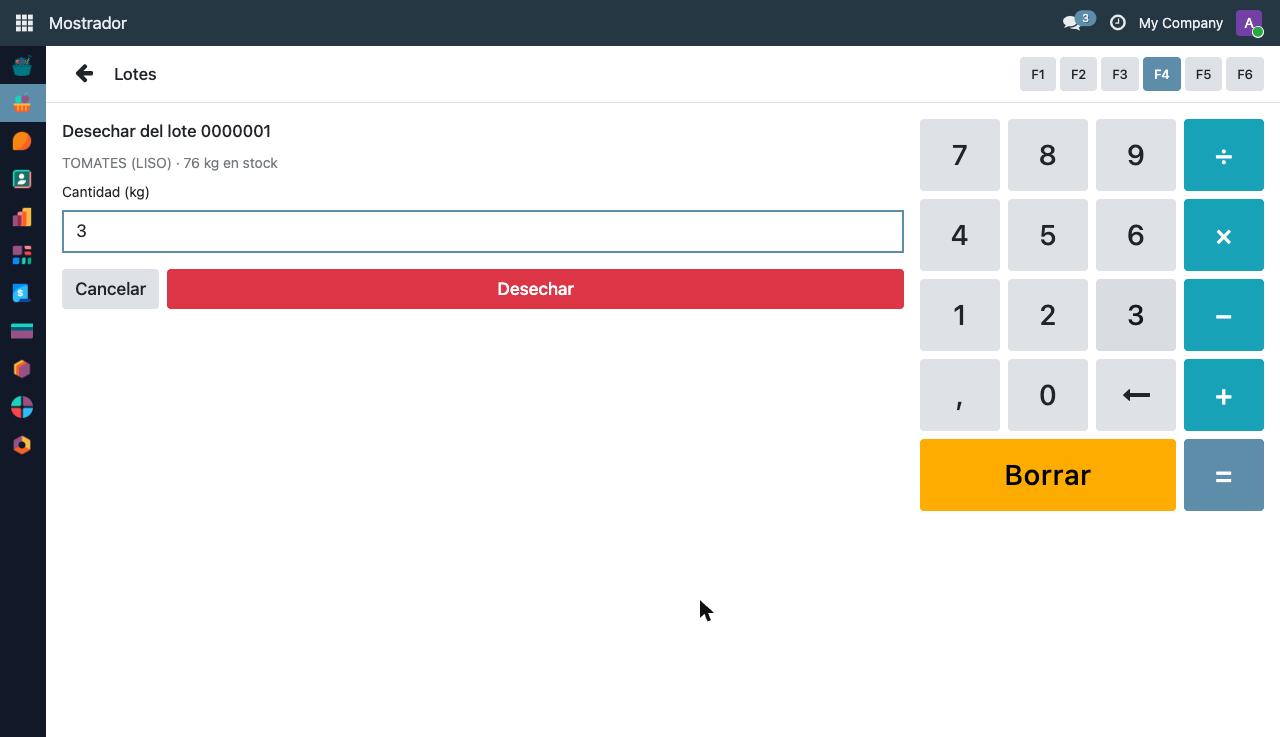 Mostrador
3
My Company
A
Lotes
F1 F2 F3 F4 F5 F6
Desechar del lote 0000001
TOMATES (LISO) · 76 kg en stock
Cantidad (kg)
3
Cancelar Desechar
7 8 9 ÷
4 5 6 ×
1 2 3 −
, 0 ← +
Borrar =